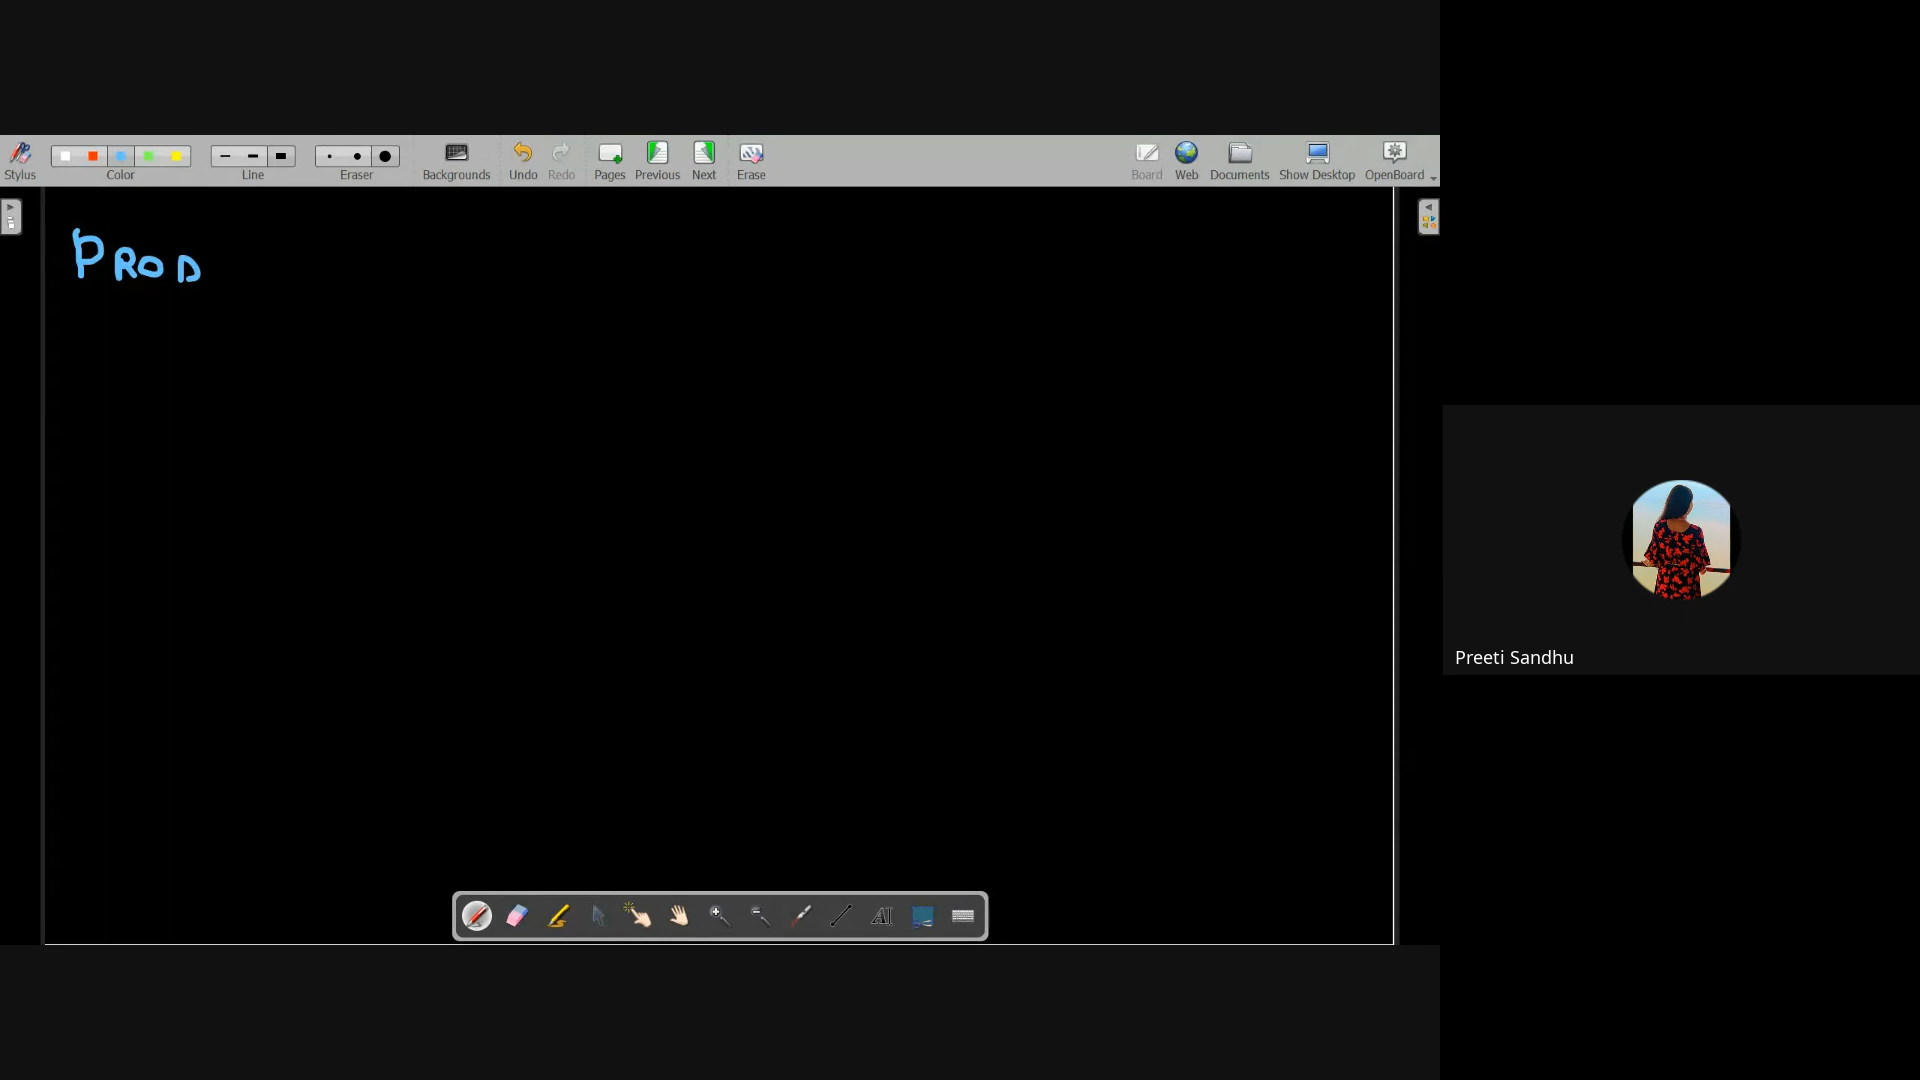 Stylus Color Line Eraser Backgrounds Undo Redo Pages Previous Next Erase Board Web Documents Show Desktop OpenBoard
PROD
AI
Preeti Sandhu